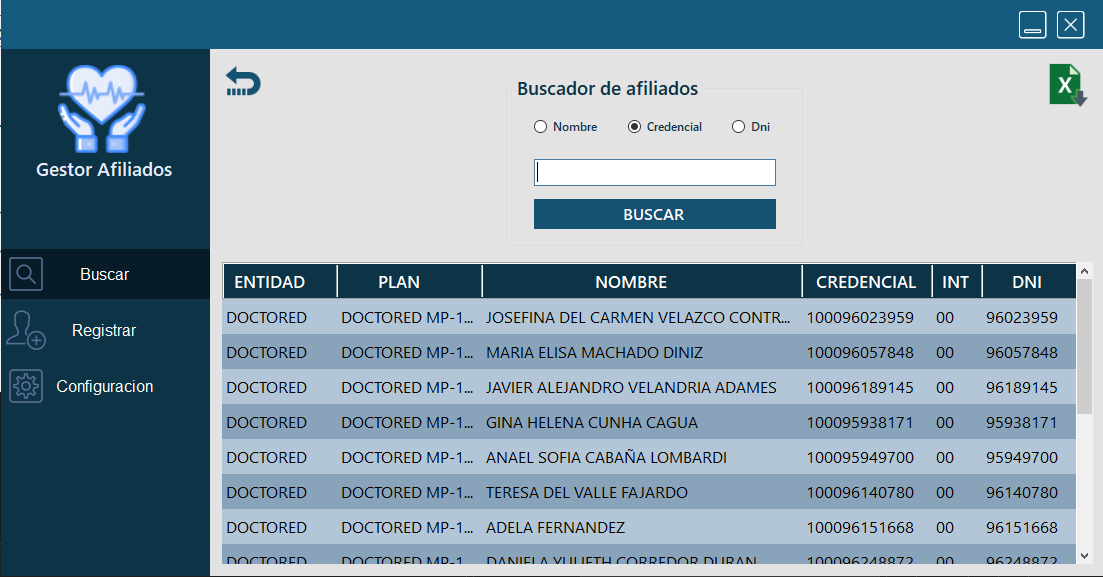 Gestor Afiliados
Buscar
Registrar
Configuracion
Buscador de afiliados
Nombre Credencial Dni
BUSCAR
X
ENTIDAD PLAN NOMBRE CREDENCIAL INT DNI
DOCTORED DOCTORED MP-1... JOSEFINA DEL CARMEN VELAZCO CONTR... 100096023959 00 96023959
DOCTORED DOCTORED MP-1... MARIA ELISA MACHADO DINIZ 100096057848 00 96057848
DOCTORED DOCTORED MP-1... JAVIER ALEJANDRO VELANDRIA ADAMES 100096189145 00 96189145
DOCTORED DOCTORED MP-1... GINA HELENA CUNHA CAGUA 100095938171 00 95938171
DOCTORED DOCTORED MP-1... ANAEL SOFIA CABAÑA LOMBARDI 100095949700 00 95949700
DOCTORED DOCTORED MP-1... TERESA DEL VALLE FAJARDO 100096140780 00 96140780
DOCTORED DOCTORED MP-1... ADELA FERNANDEZ 100096151668 00 96151668
DOCTORED DOCTORED MP-1... DANIELA YULIETH CORREDOR DURAN 100096248872 00 96248872